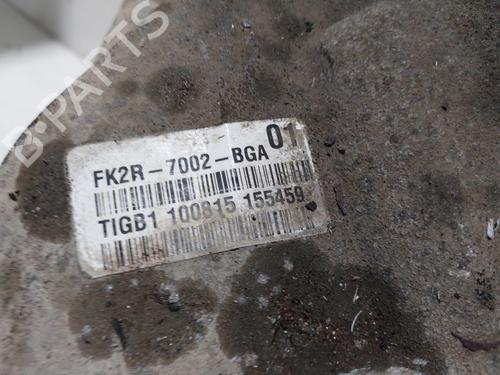 B-PARTS
01
FK2R-7002-BGA
TIGB1 100815 155459